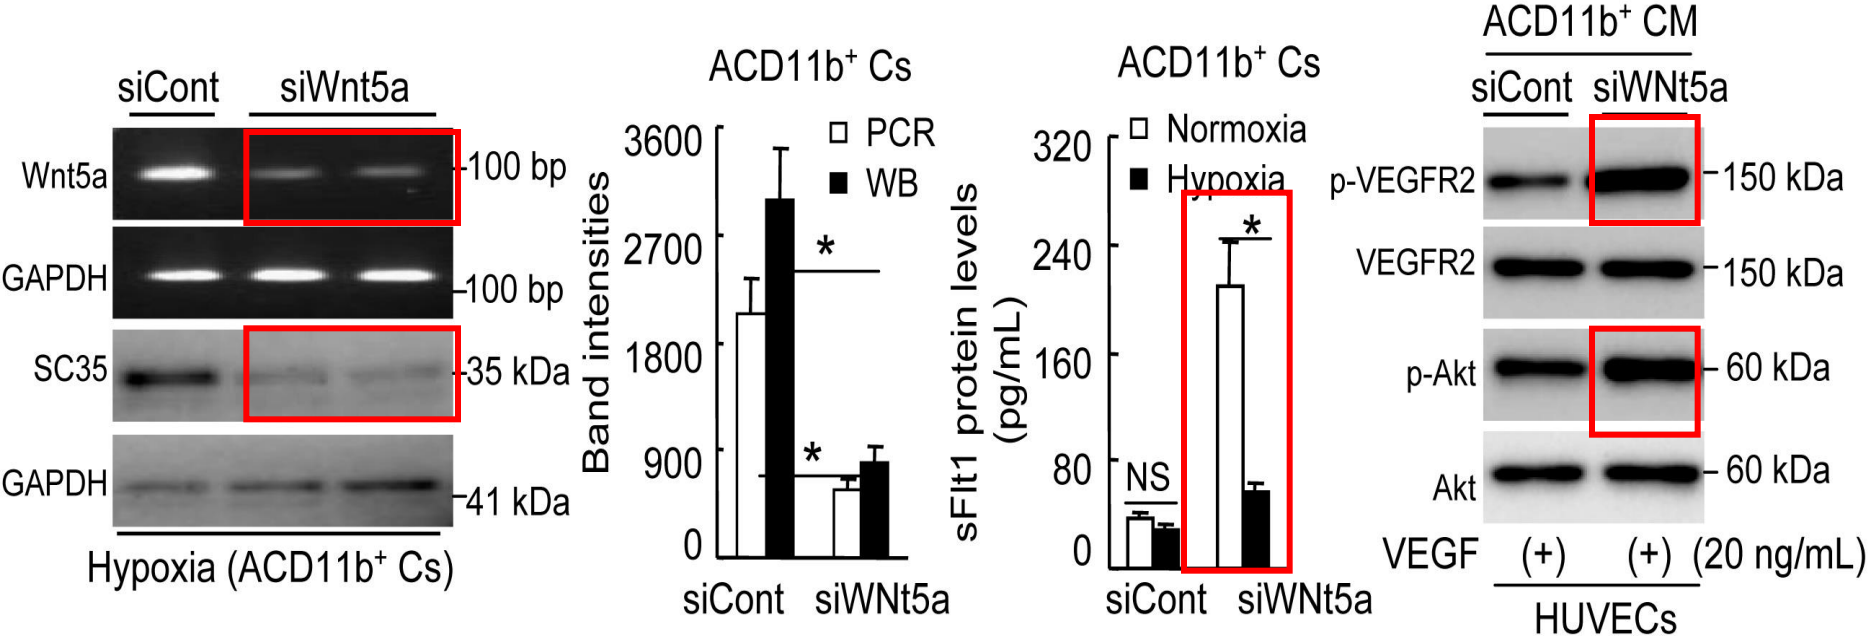 siCont siWnt5a
Wnt5a
100 bp
GAPDH
100 bp
SC35
35 kDa
GAPDH
41 kDa
Hypoxia (ACD11b⁺ Cs)
ACD11b⁺ Cs
PCR
WB
Band intensities
3600
2700
1800
900
0
*
*
siCont siWNt5a
ACD11b⁺ Cs
Normoxia
Hypoxia
sFlt1 protein levels
(pg/mL)
320
240
160
80
0
NS
*
siCont siWNt5a
ACD11b⁺ CM
siCont siWNt5a
p-VEGFR2
150 kDa
VEGFR2
150 kDa
p-Akt
60 kDa
Akt
60 kDa
VEGF (+) (+) (20 ng/mL)
HUVECs